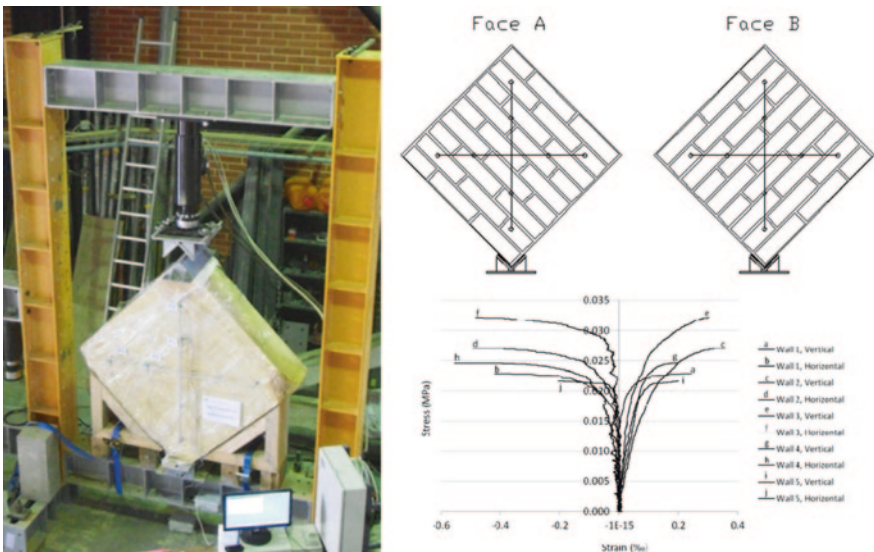 Face A
Face B
0.035
0.030
0.025
0.020
0.015
0.010
0.005
0.000
Stress (MPa)
f
e
d
c
h
g
b
a
j
i
-0.6
-0.4
-0.2
-1E-15
0.2
0.4
Strain (‰)
a Wall 1, Vertical
b Wall 1, Horizontal
c Wall 2, Vertical
d Wall 2, Horizontal
e Wall 3, Vertical
f Wall 3, Horizontal
g Wall 4, Vertical
h Wall 4, Horizontal
i Wall 5, Vertical
j Wall 5, Horizontal